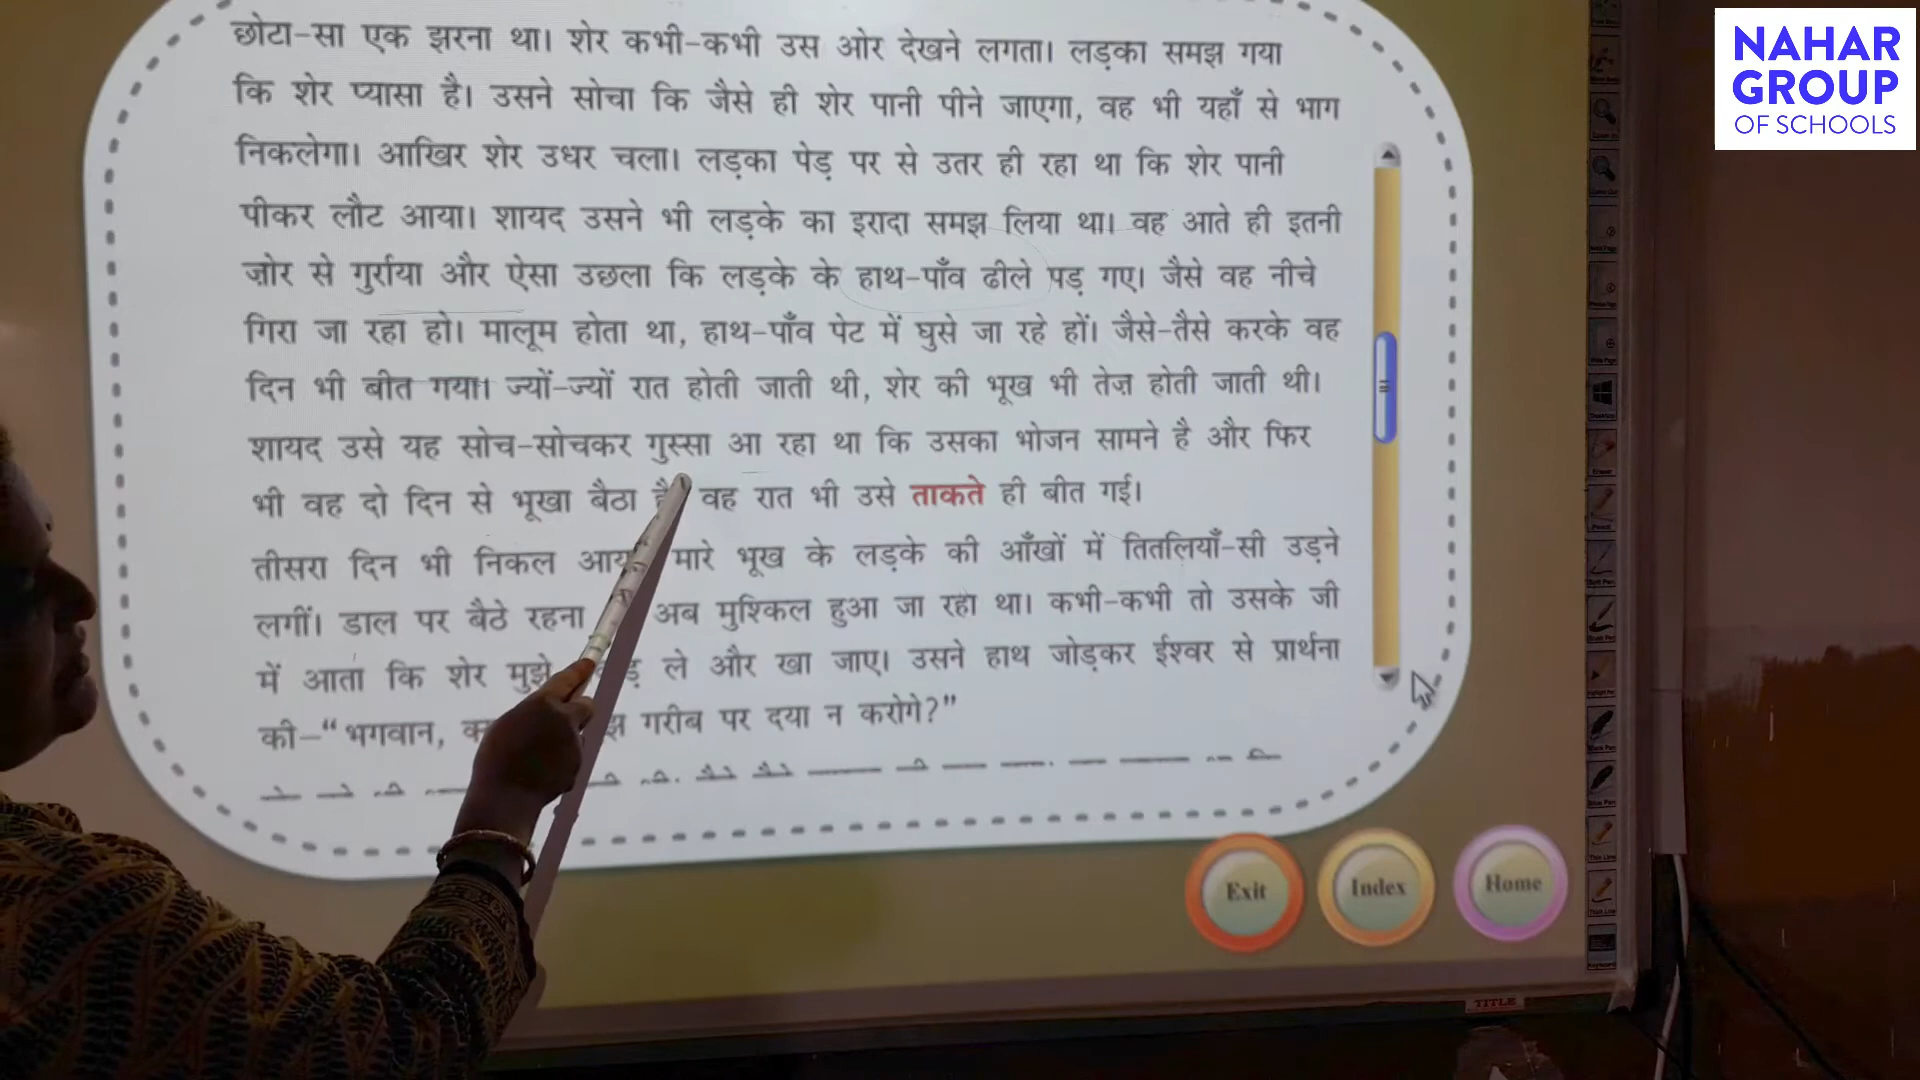 छोटा-सा एक झरना था। शेर कभी-कभी उस ओर देखने लगता। लड़का समझ गया
कि शेर प्यासा है। उसने सोचा कि जैसे ही शेर पानी पीने जाएगा, वह भी यहाँ से भाग
निकलेगा। आखिर शेर उधर चला। लड़का पेड़ पर से उतर ही रहा था कि शेर पानी
पीकर लौट आया। शायद उसने भी लड़के का इरादा समझ लिया था। वह आते ही इतनी
ज़ोर से गुर्राया और ऐसा उछला कि लड़के के हाथ-पाँव ढीले पड़ गए। जैसे वह नीचे
गिरा जा रहा हो। मालूम होता था, हाथ-पाँव पेट में घुसे जा रहे हों। जैसे-तैसे करके वह
दिन भी बीत गया। ज्यों-ज्यों रात होती जाती थी, शेर की भूख भी तेज़ होती जाती थी।
शायद उसे यह सोच-सोचकर गुस्सा आ रहा था कि उसका भोजन सामने है और फिर
भी वह दो दिन से भूखा बैठा है। वह रात भी उसे ताकते ही बीत गई।
तीसरा दिन भी निकल आया। मारे भूख के लड़के की आँखों में तितलियाँ-सी उड़ने
लगीं। डाल पर बैठे रहना अब मुश्किल हुआ जा रहा था। कभी-कभी तो उसके जी
में आता कि शेर मुझे ले और खा जाए। उसने हाथ जोड़कर ईश्वर से प्रार्थना
की-“भगवान, गरीब पर दया न करोगे?”
Exit Index Home
TITLE
NAHAR
GROUP
OF SCHOOLS